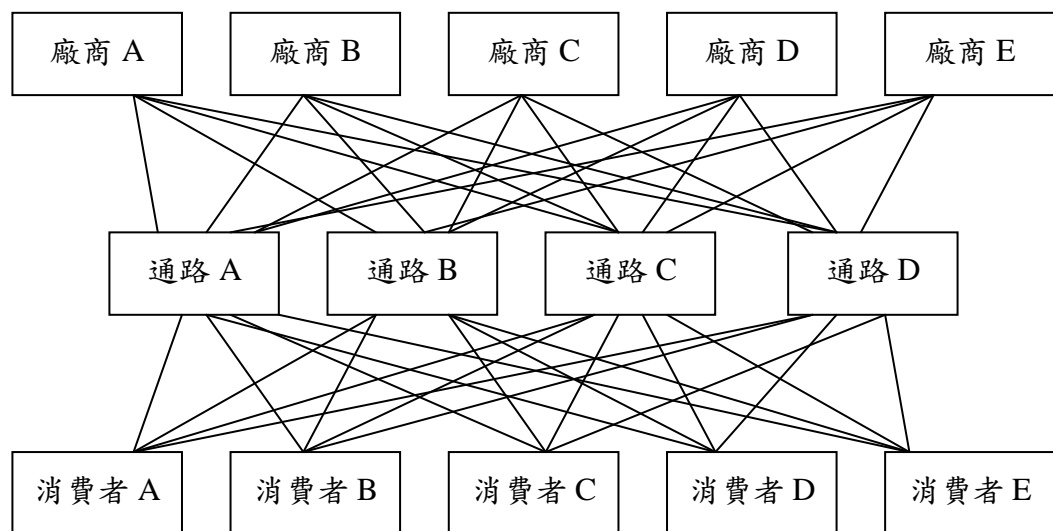 廠商 A 廠商 B 廠商 C 廠商 D 廠商 E
通路 A 通路 B 通路 C 通路 D
消費者 A 消費者 B 消費者 C 消費者 D 消費者 E